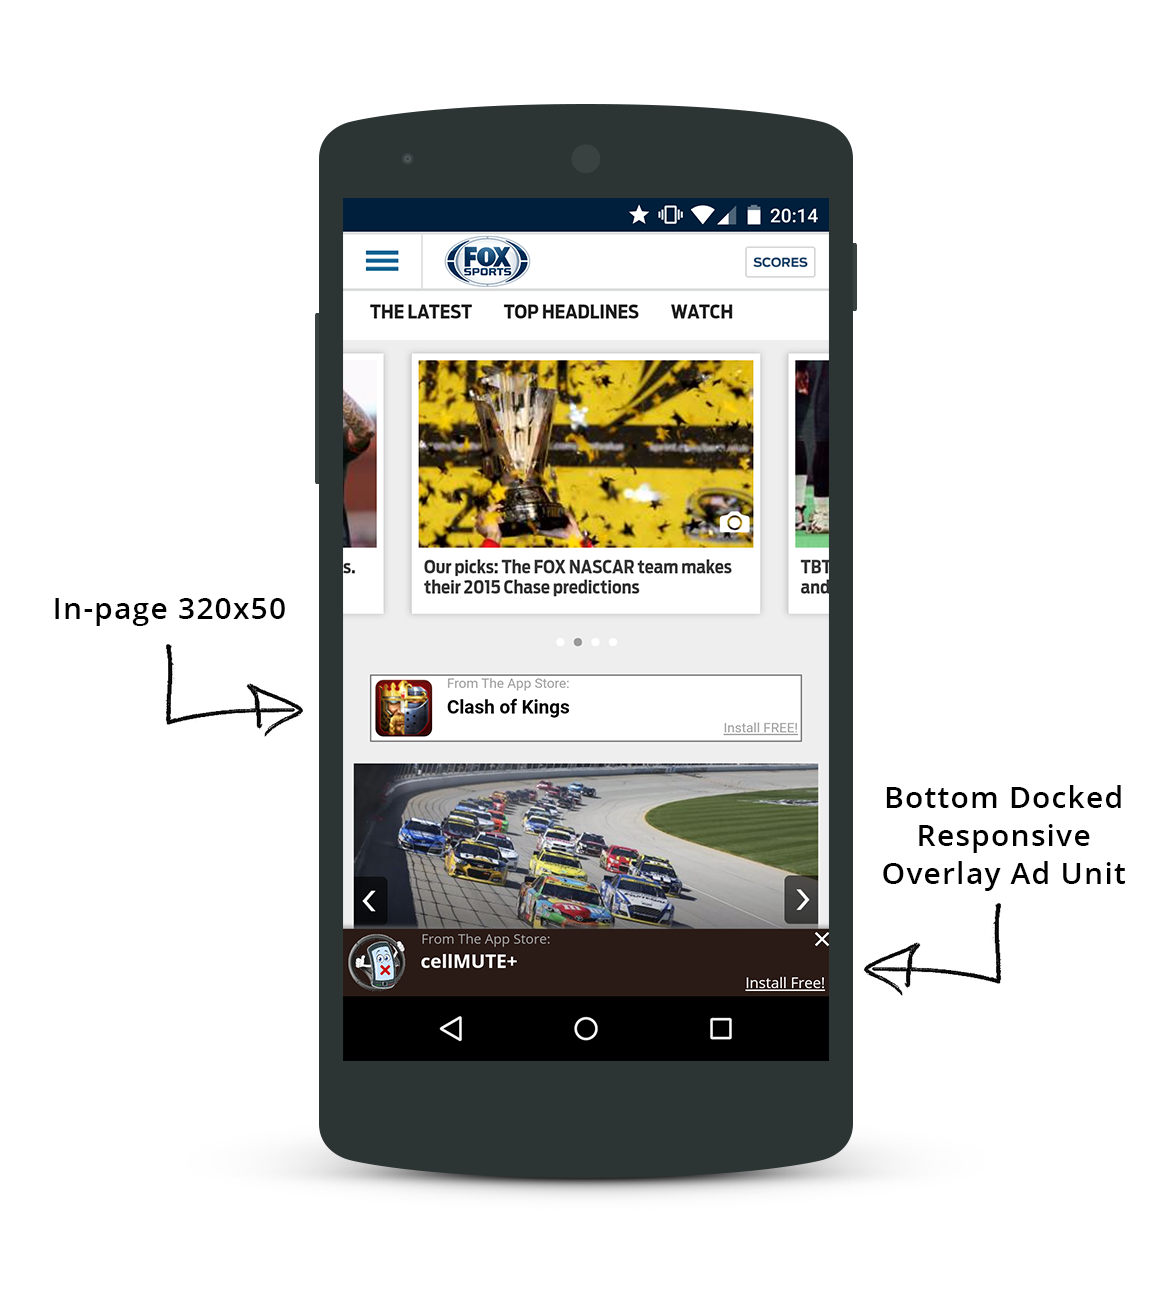 20:14
FOX
SPORTS
SCORES
THE LATEST TOP HEADLINES WATCH
s.
Our picks: The FOX NASCAR team makes
their 2015 Chase predictions
TBT
and
In-page 320x50
From The App Store:
Clash of Kings
Install FREE!
Bottom Docked
Responsive
Overlay Ad Unit
From The App Store:
cellMUTE+
Install Free!